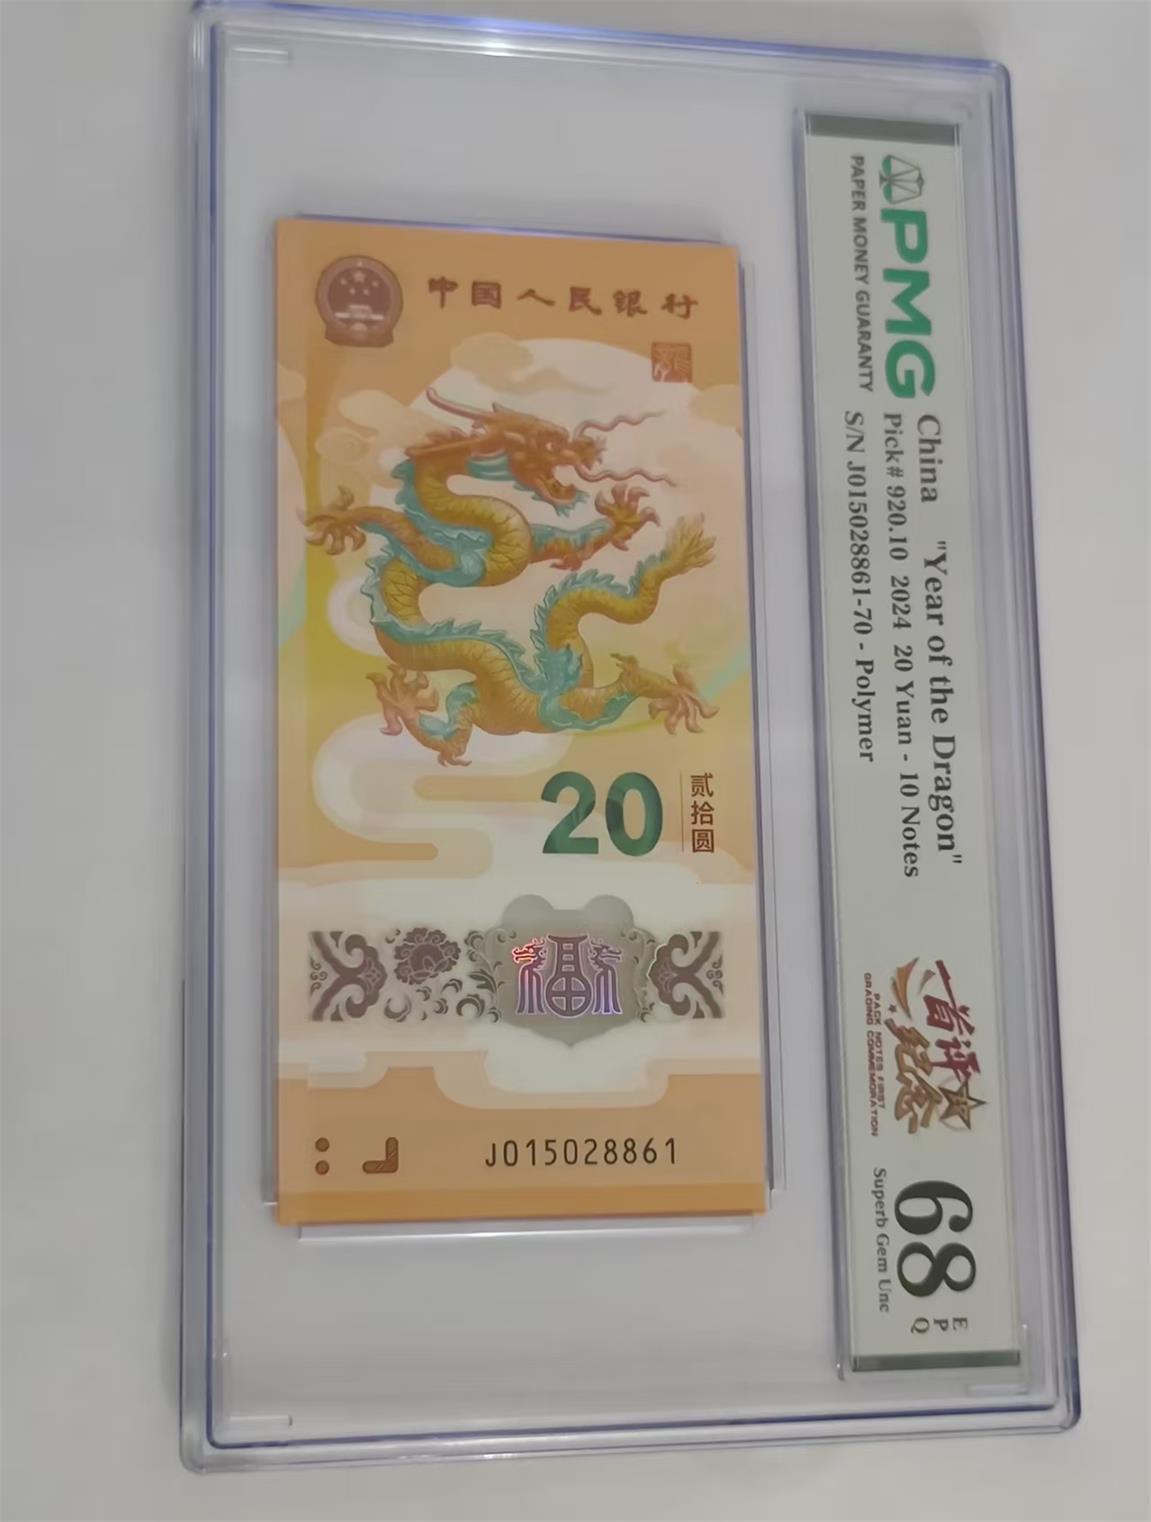 中国人民银行
龍
20
贰拾圆
福
J015028861
PMG
PAPER MONEY GUARANTY
China "Year of the Dragon"
Pick# 920.10 2024 20 Yuan - 10 Notes
S/N J015028861-70 - Polymer
首评
纪念
PACK NOTES FIRST
GRADING COMMEMORATION
68
EPQ
Superb Gem Unc